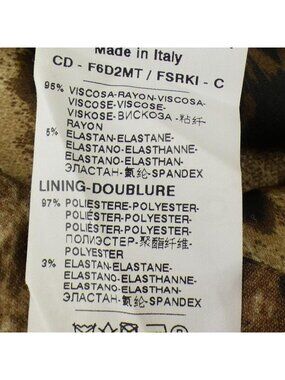 Made in Italy
CD - F6D2MT / FSRKI - C
95% VISCOSA-RAYON-VISCOSA-
VISCOSE-VISCOSE-
VISKOSE-ВИСКОЗА-粘纤-
RAYON
5% ELASTAN-ELASTANE-
ELASTANO-ELASTHANNE-
ELASTANO-ELASTHAN-
ЭЛАСТАН-氨纶-SPANDEX
LINING-DOUBLURE
97% POLIESTERE-POLYESTER-
POLIÉSTER-POLYESTER-
POLIÉSTER-POLYESTER-
ПОЛИЭСТЕР-聚酯纤维-
POLYESTER
3% ELASTAN-ELASTANE-
ELASTANO-ELASTHANNE-
ELASTANO-ELASTHAN-
ЭЛАСТАН-氨纶-SPANDEX